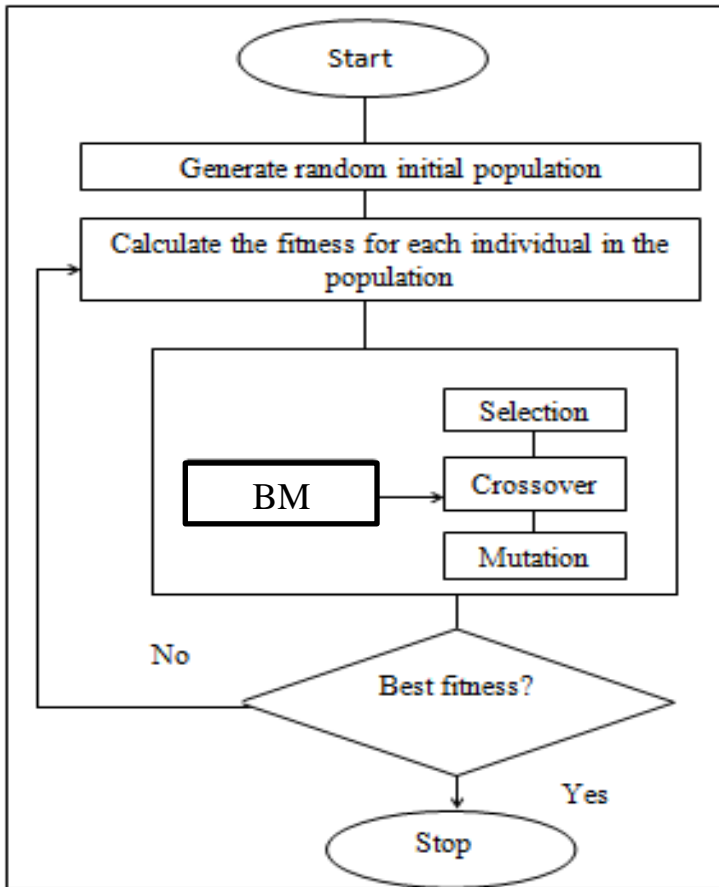 Start
Generate random initial population
Calculate the fitness for each individual in the
population
Selection
BM
Crossover
Mutation
No
Best fitness?
Yes
Stop